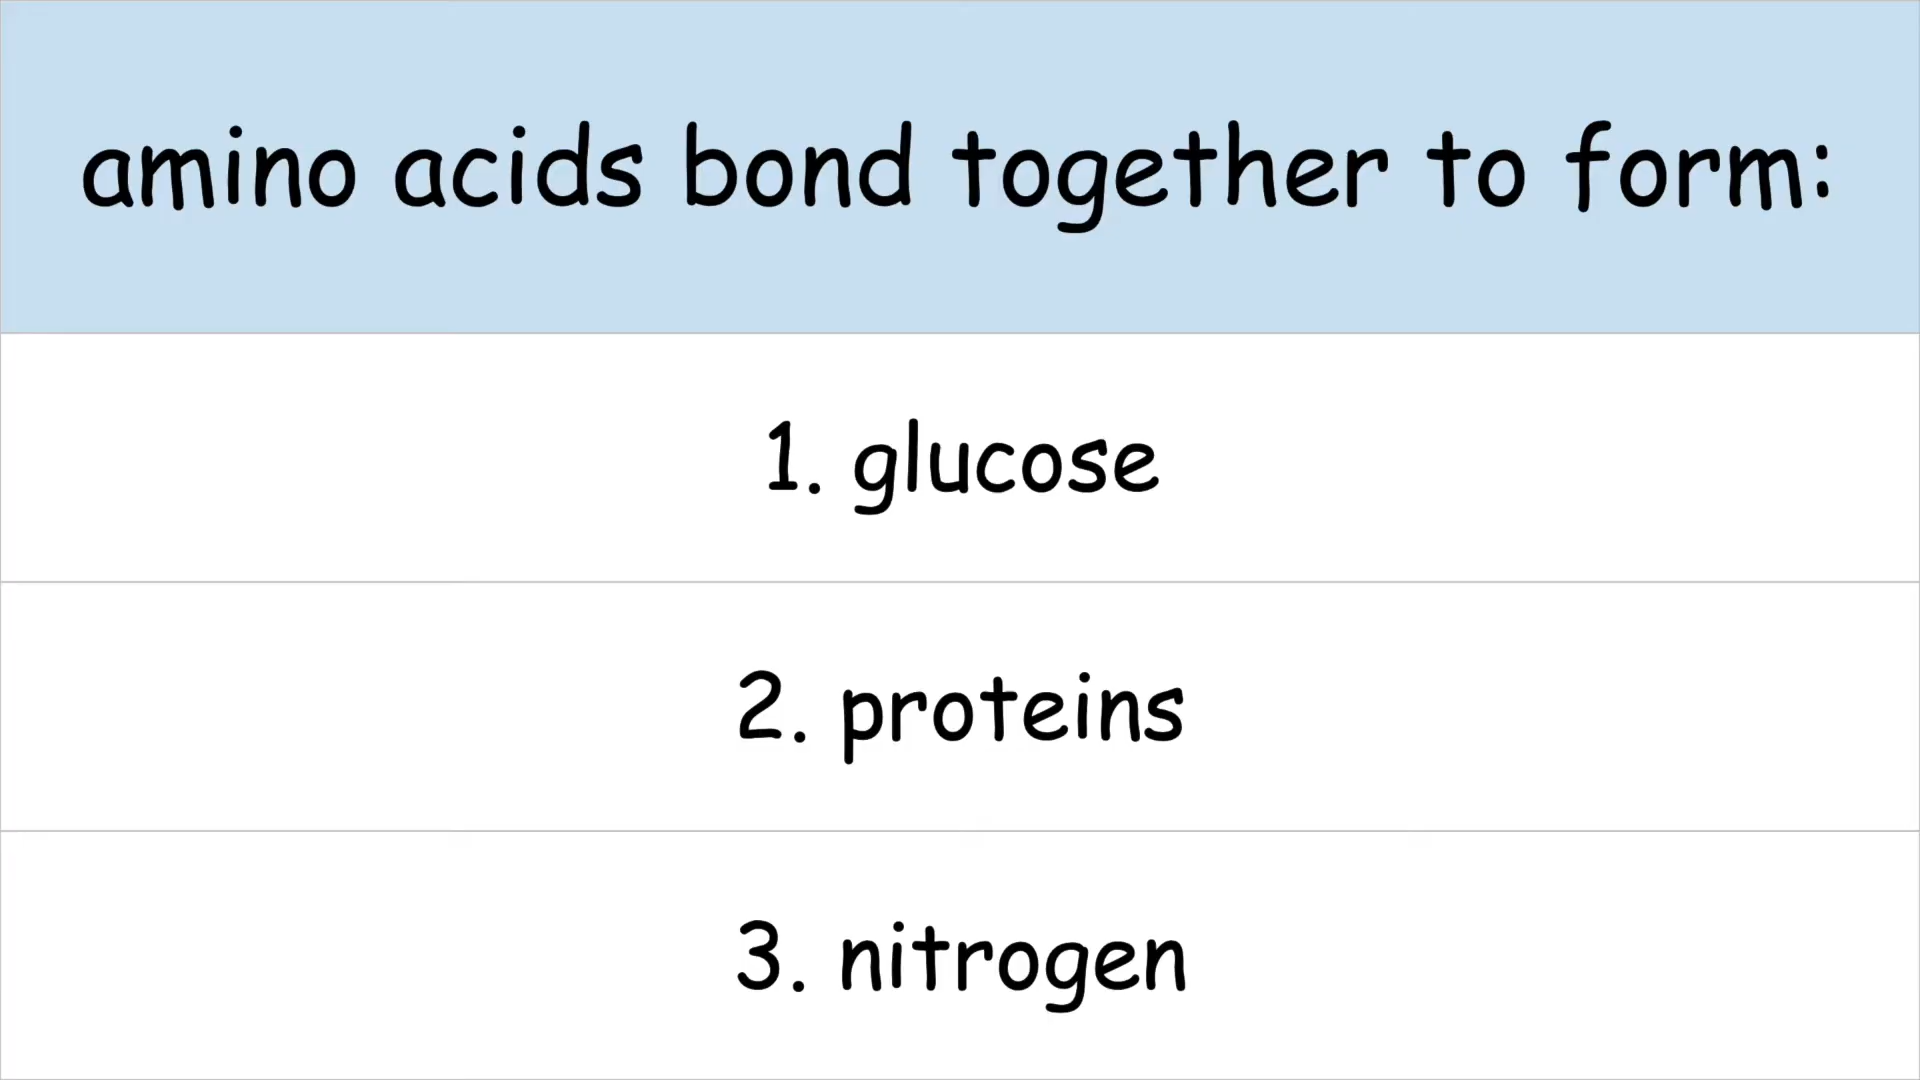 amino acids bond together to form:
1. glucose
2. proteins
3. nitrogen